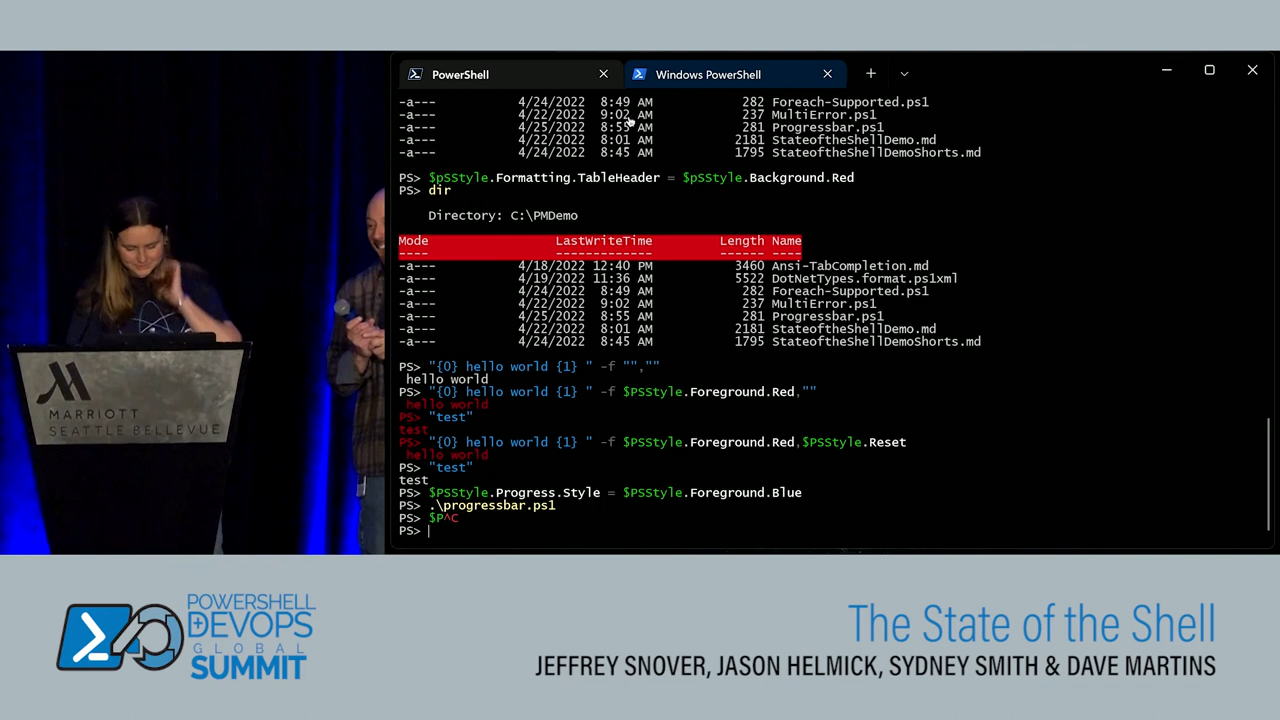 PowerShell
Windows PowerShell
-a--- 4/24/2022 8:49 AM 282 Foreach-Supported.ps1
-a--- 4/22/2022 9:02 AM 237 MultiError.ps1
-a--- 4/25/2022 8:55 AM 281 Progressbar.ps1
-a--- 4/22/2022 8:01 AM 2181 StateoftheShellDemo.md
-a--- 4/24/2022 8:45 AM 1795 StateoftheShellDemoShorts.md
PS> $pSStyle.Formatting.TableHeader = $pSStyle.Background.Red
PS> dir
Directory: C:\PMDemo
Mode LastWriteTime Length Name
---- ------------- ------ ----
-a--- 4/18/2022 12:40 PM 3460 Ansi-TabCompletion.md
-a--- 4/19/2022 11:36 AM 5522 DotNetTypes.format.ps1xml
-a--- 4/24/2022 8:49 AM 282 Foreach-Supported.ps1
-a--- 4/22/2022 9:02 AM 237 MultiError.ps1
-a--- 4/25/2022 8:55 AM 281 Progressbar.ps1
-a--- 4/22/2022 8:01 AM 2181 StateoftheShellDemo.md
-a--- 4/24/2022 8:45 AM 1795 StateoftheShellDemoShorts.md
PS> "{0} hello world {1} " -f "",""
hello world
PS> "{0} hello world {1} " -f $PSStyle.Foreground.Red,""
hello world
PS> "test"
test
PS> "{0} hello world {1} " -f $PSStyle.Foreground.Red,$PSStyle.Reset
hello world
PS> "test"
test
PS> $PSStyle.Progress.Style = $PSStyle.Foreground.Blue
PS> .\progressbar.ps1
PS> $P^C
PS>
MARRIOTT
SEATTLE BELLEVUE
POWERSHELL
DEVOPS
GLOBAL
SUMMIT
The State of the Shell
JEFFREY SNOVER, JASON HELMICK, SYDNEY SMITH & DAVE MARTINS